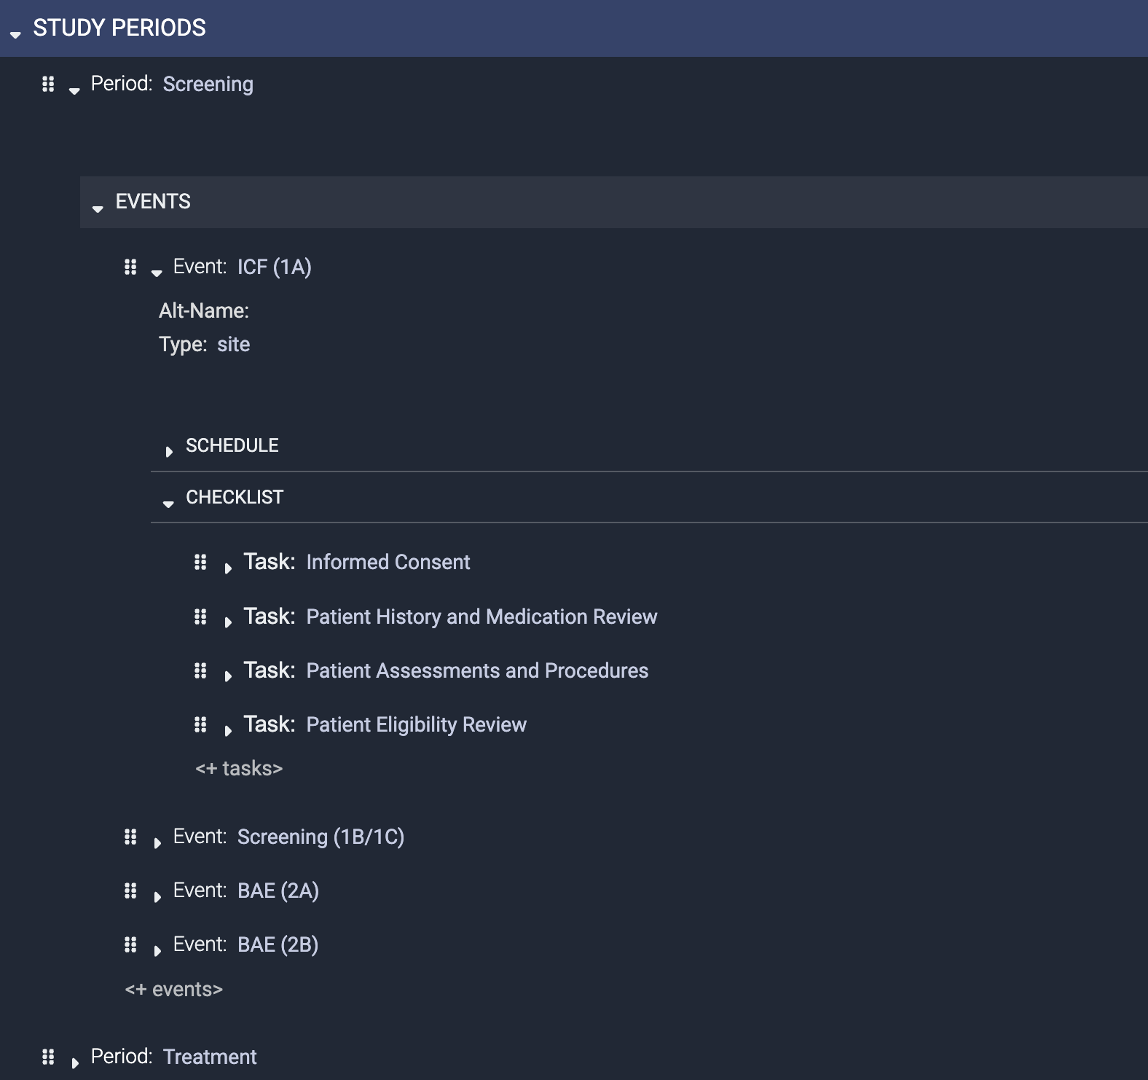 STUDY PERIODS
Period: Screening
EVENTS
Event: ICF (1A)
Alt-Name:
Type: site
SCHEDULE
CHECKLIST
Task: Informed Consent
Task: Patient History and Medication Review
Task: Patient Assessments and Procedures
Task: Patient Eligibility Review
<+ tasks>
Event: Screening (1B/1C)
Event: BAE (2A)
Event: BAE (2B)
<+ events>
Period: Treatment